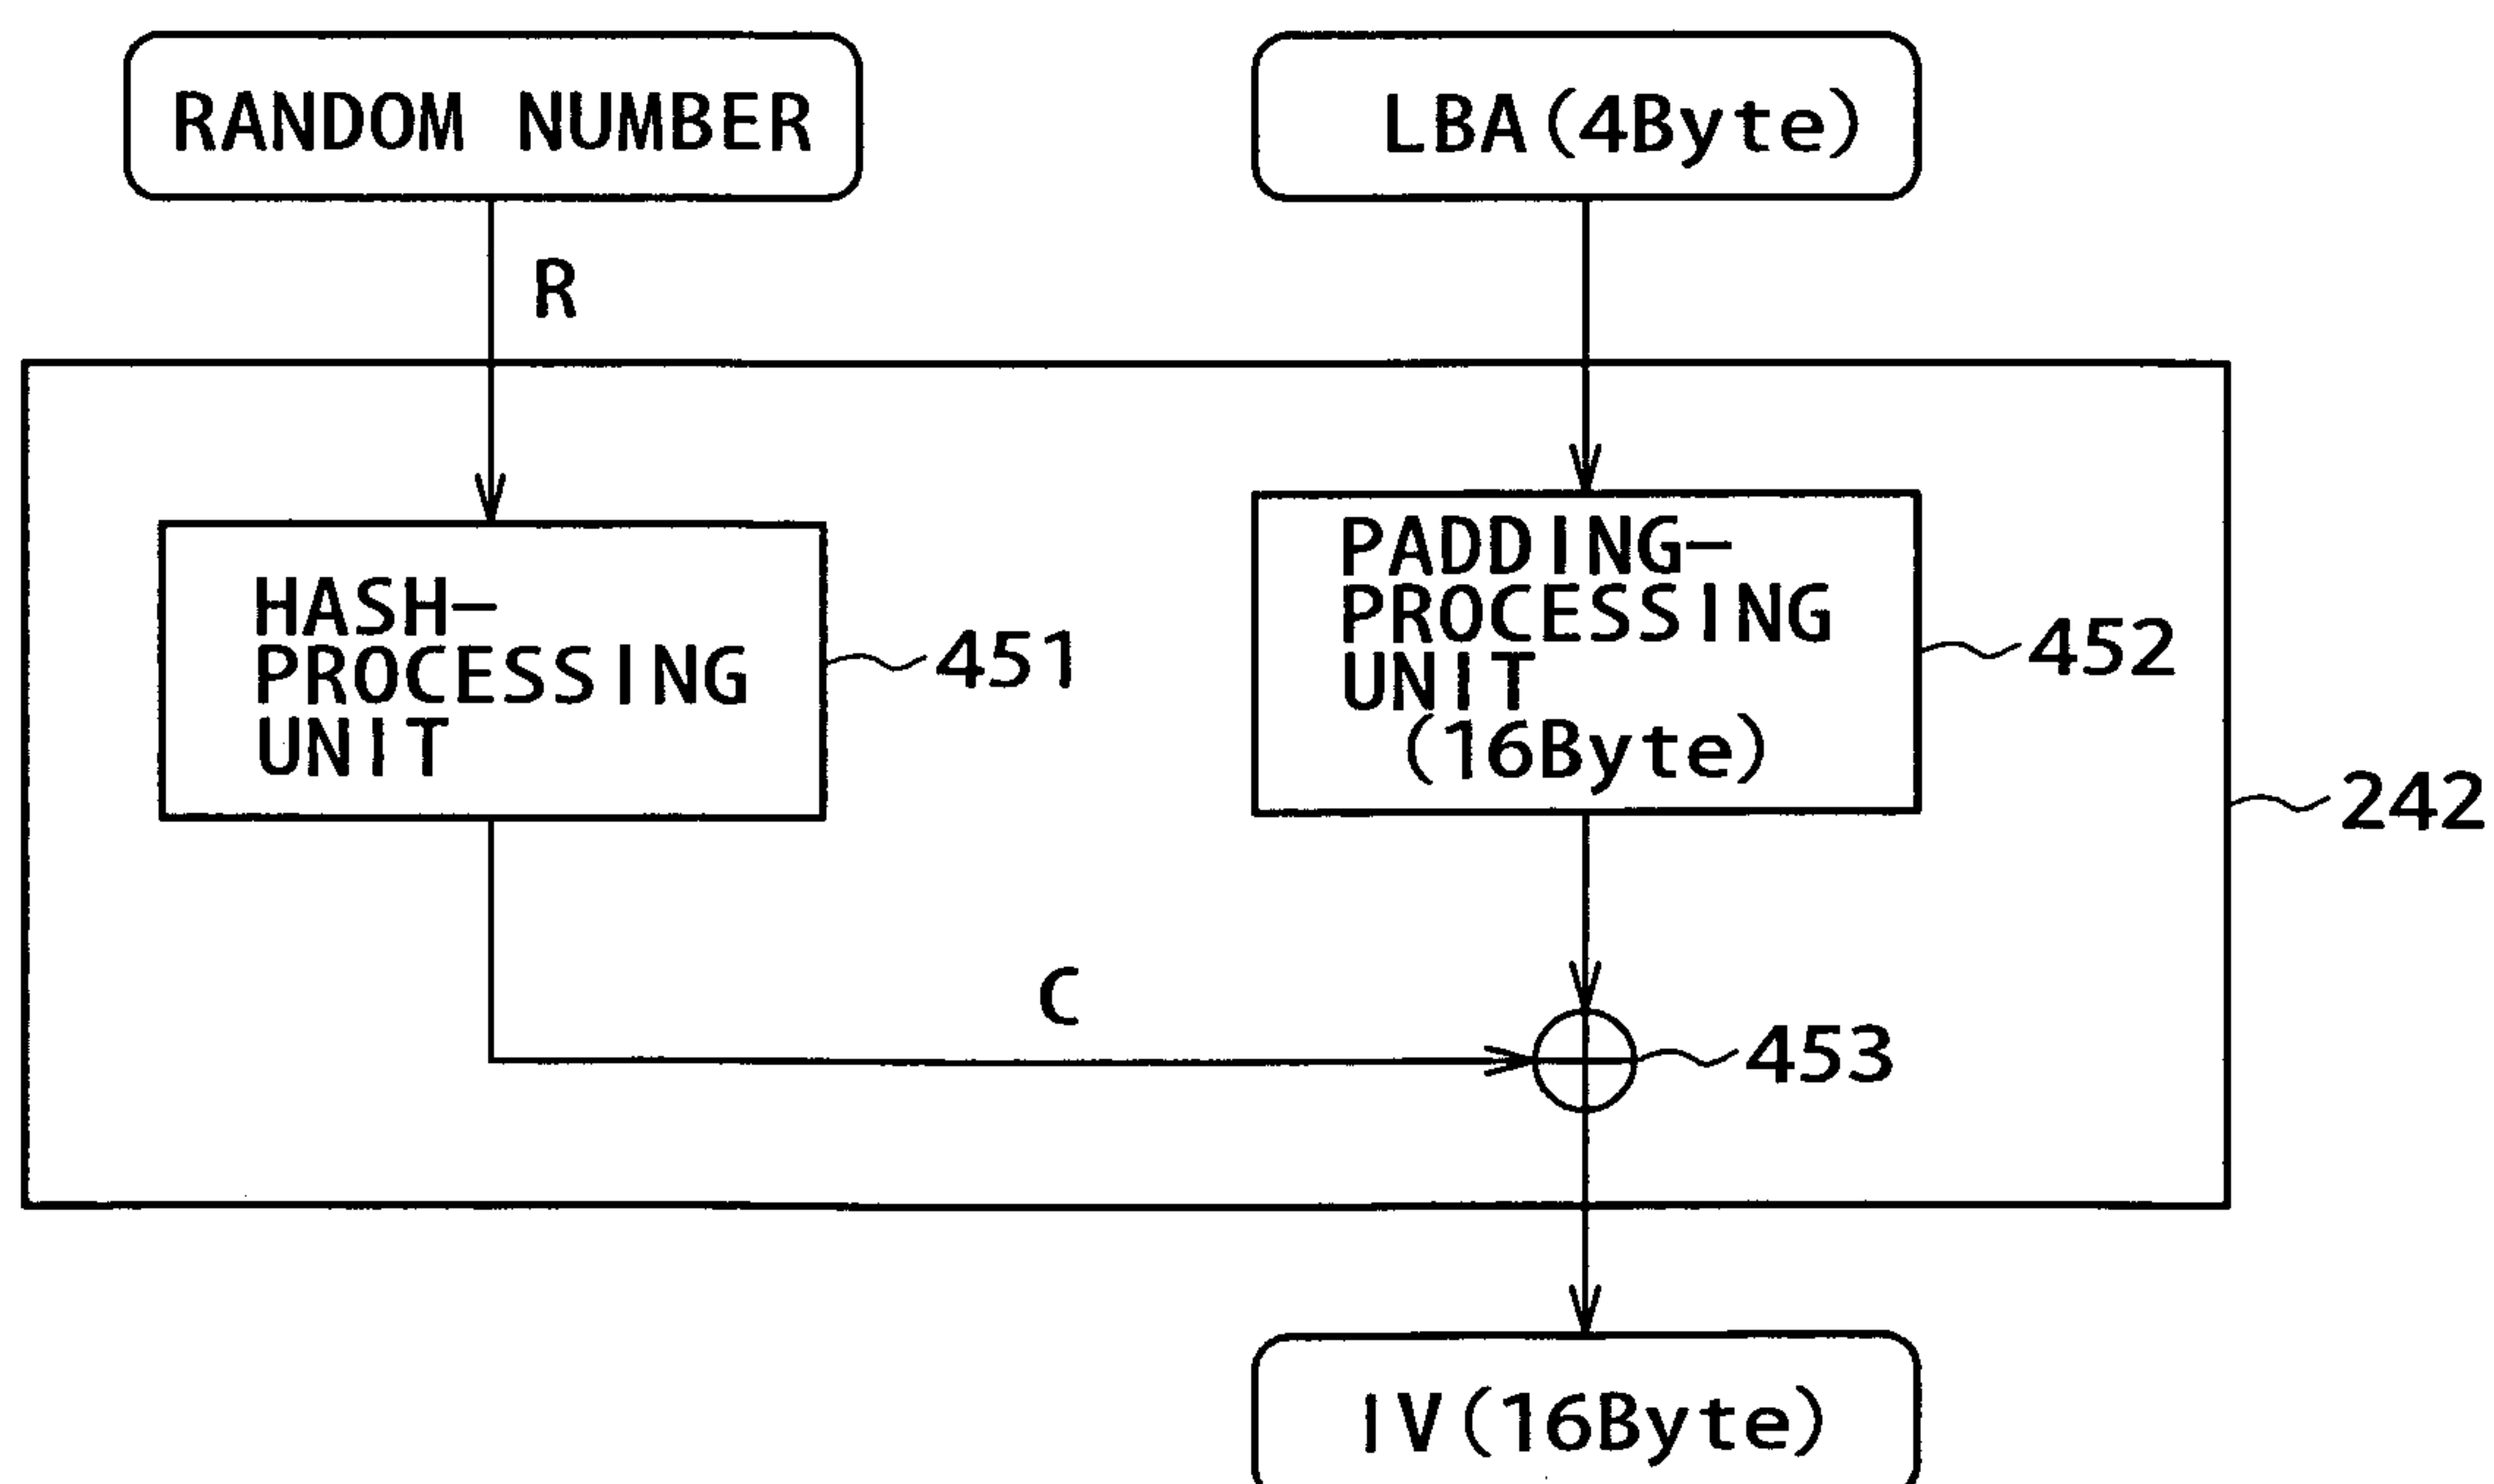 RANDOM NUMBER
LBA(4Byte)
R
HASH-
PROCESSING
UNIT
451
PADDING-
PROCESSING
UNIT
(16Byte)
452
242
C
453
IV(16Byte)